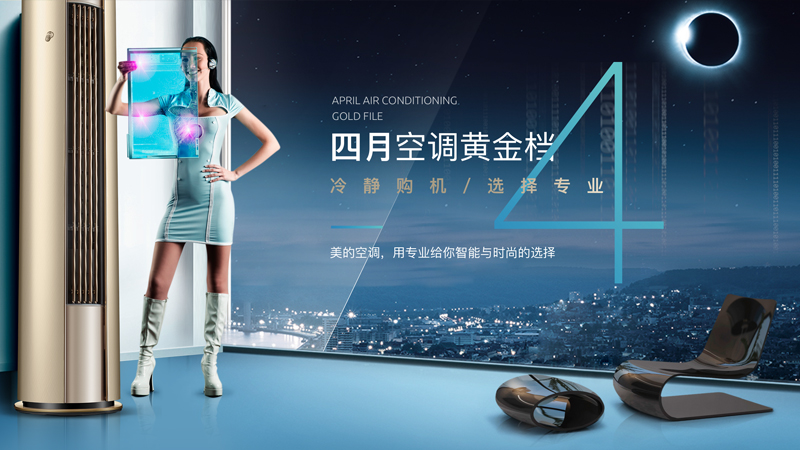 APRIL AIR CONDITIONING
GOLD FILE
四月空调黄金档
冷静购机/选择专业
4
美的空调，用专业给你智能与时尚的选择